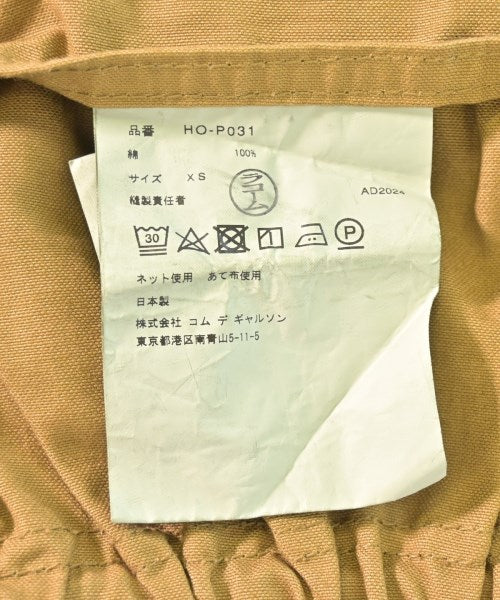 品番 HO-P031
綿 100%
サイズ XS
縫製責任者 AD2024
30 P
ネット使用 あて布使用
日本製
株式会社 コム デ ギャルソン
東京都港区南青山5-11-5